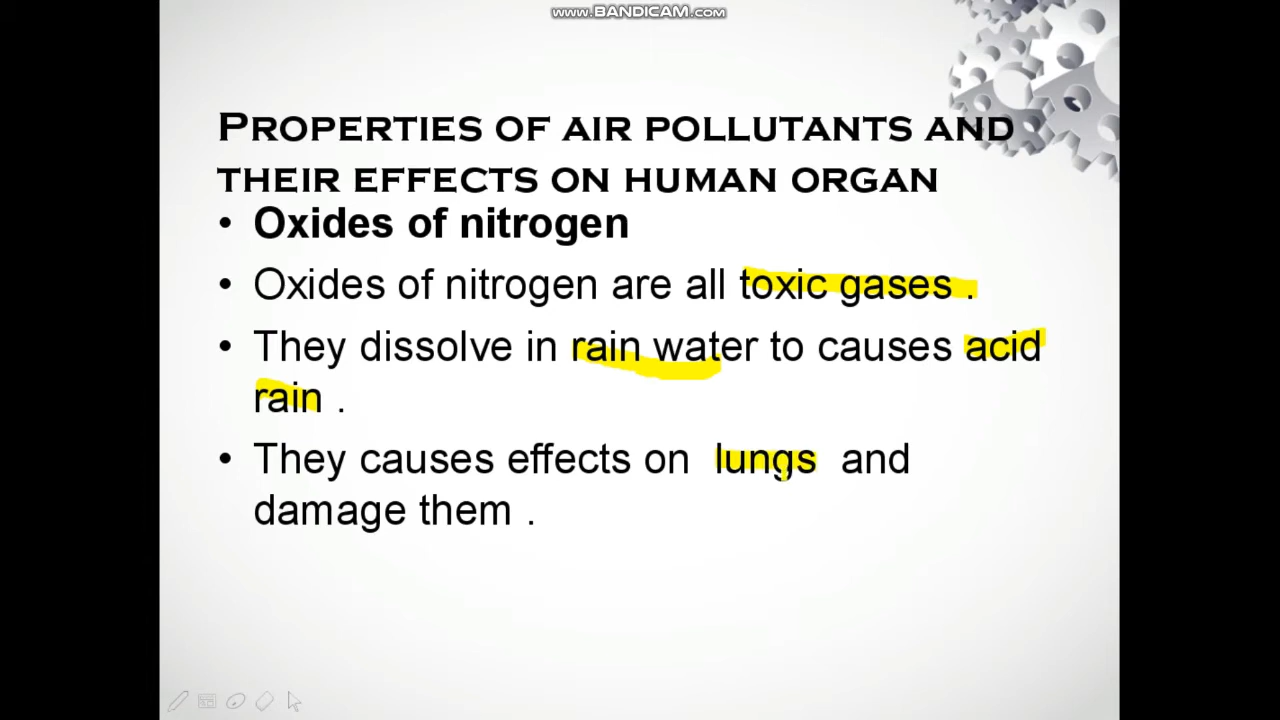 WWW.BANDICAM.COM
PROPERTIES OF AIR POLLUTANTS AND
THEIR EFFECTS ON HUMAN ORGAN
• Oxides of nitrogen
• Oxides of nitrogen are all toxic gases .
• They dissolve in rain water to causes acid
rain .
• They causes effects on lungs and
damage them .